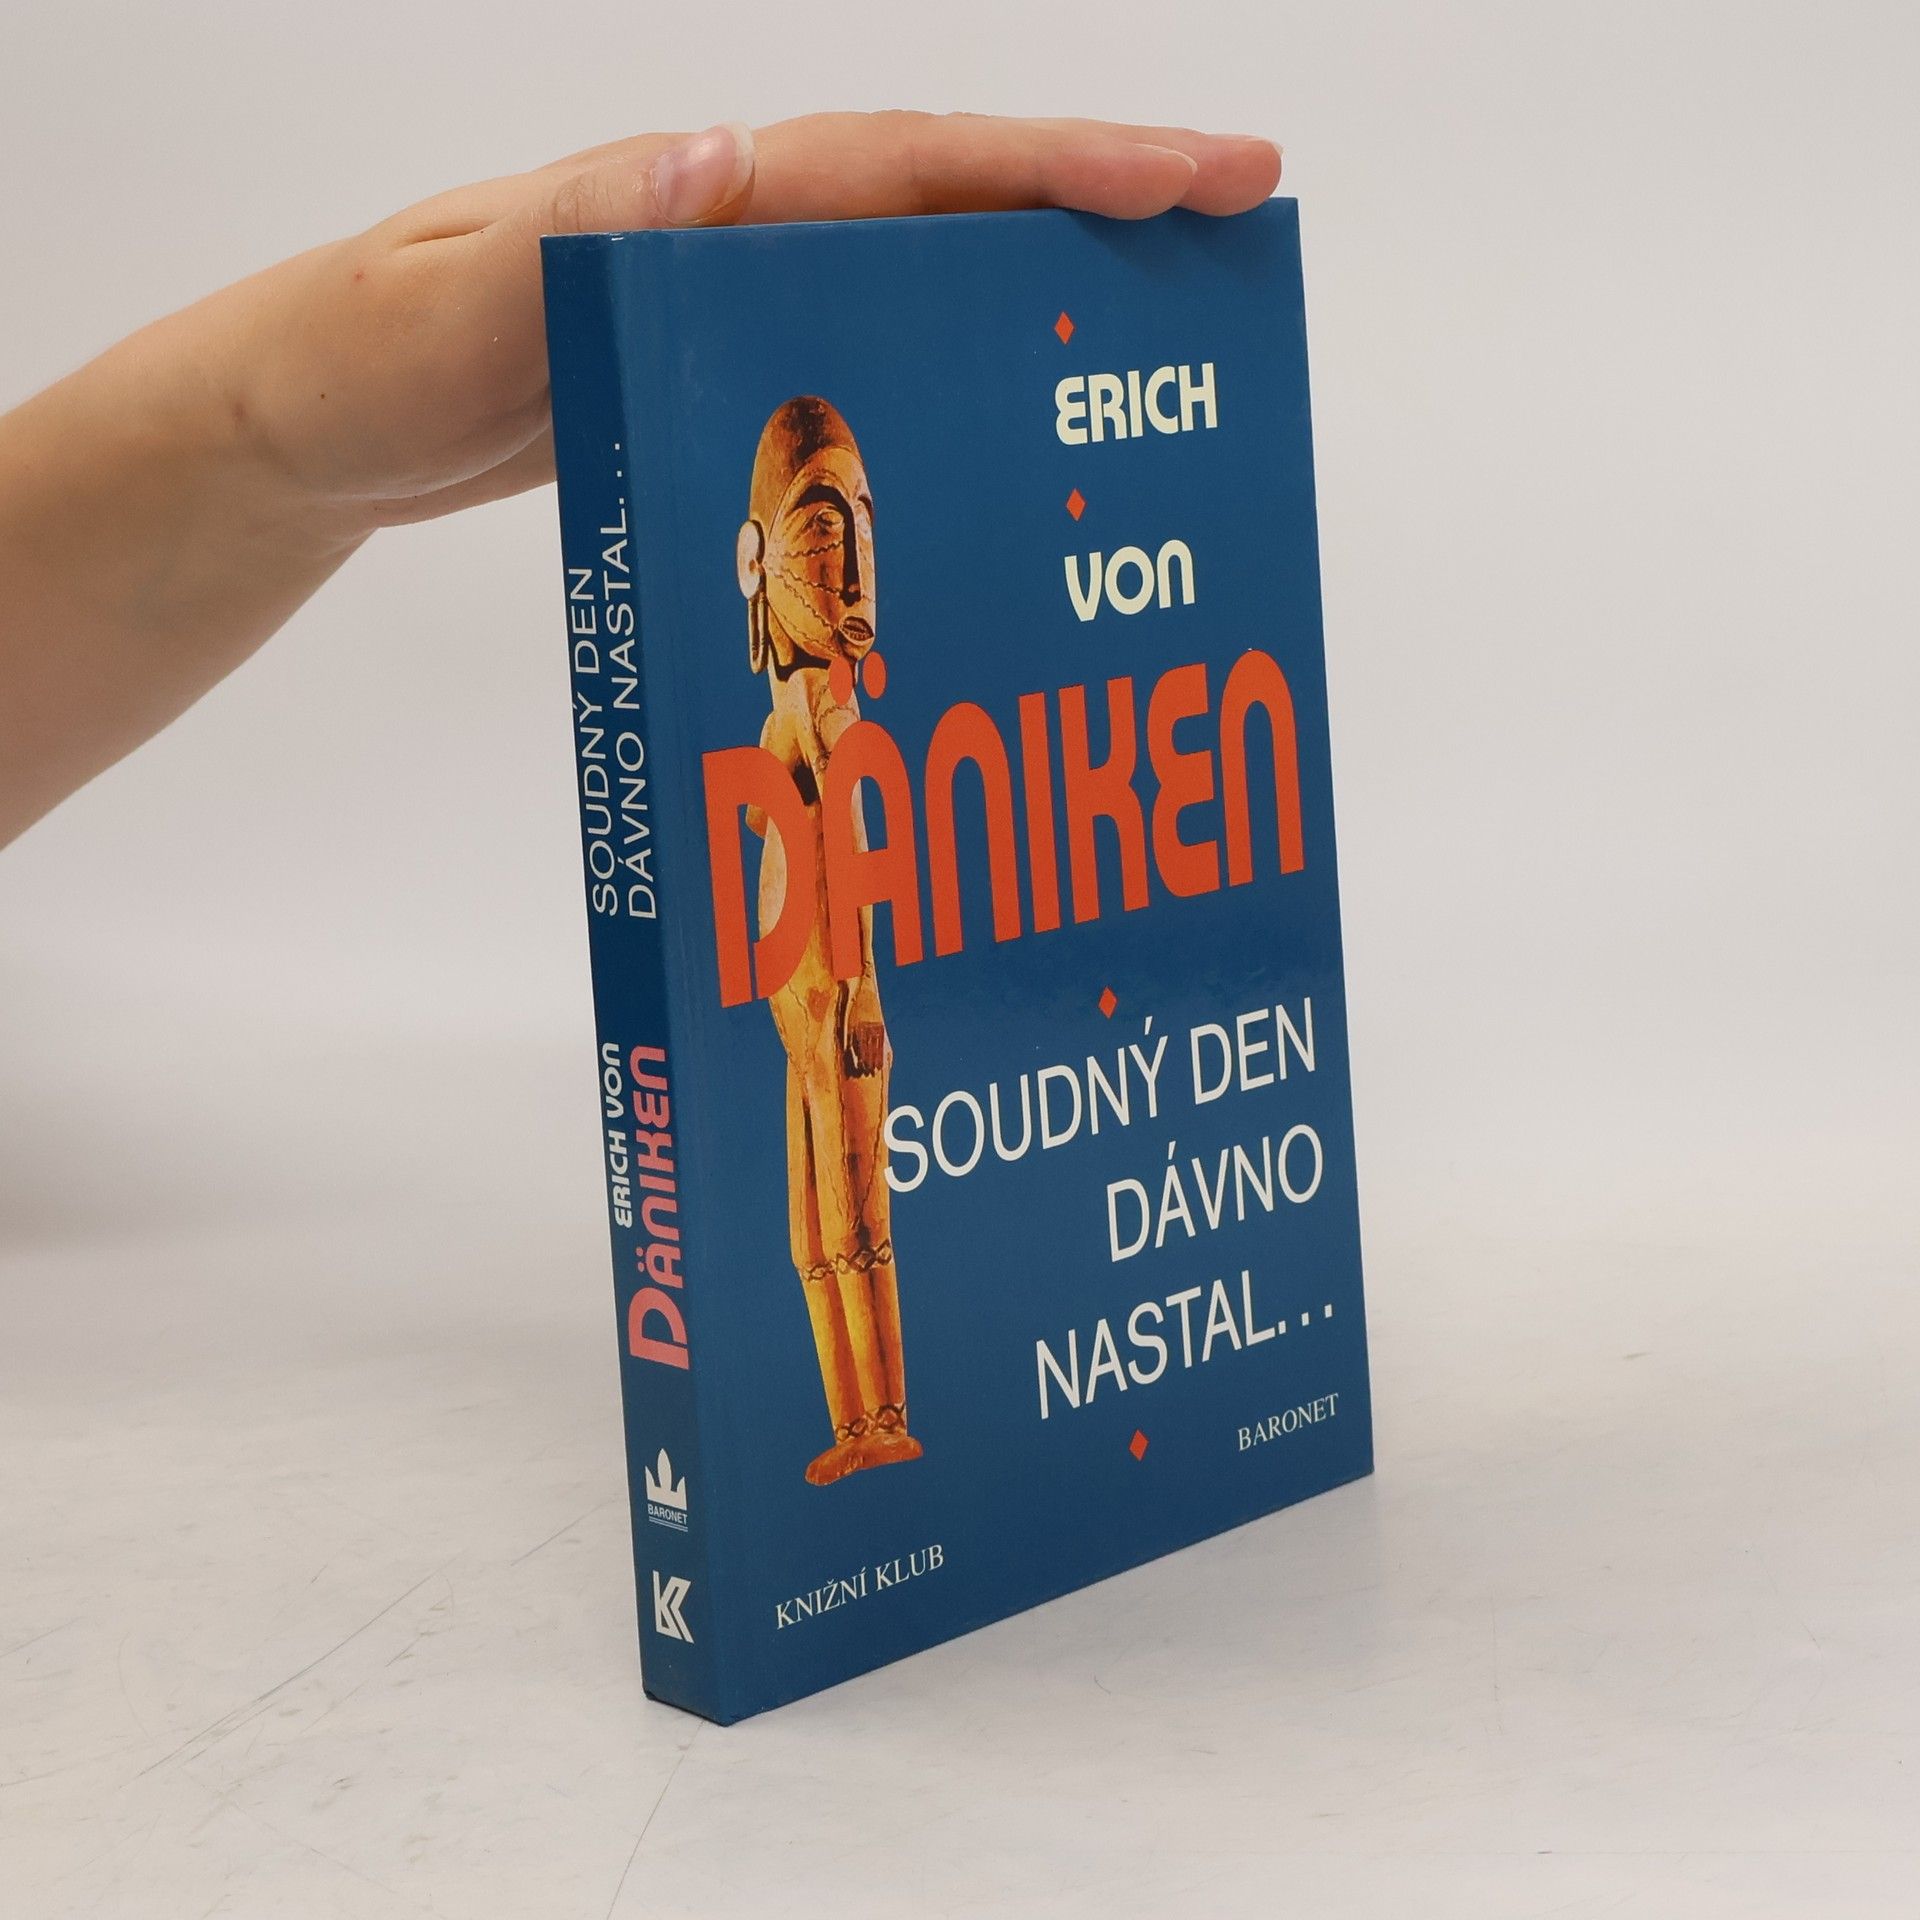 ERICH
VON
DÄNIKEN
SOUDNÝ DEN
DÁVNO
NASTAL...
BARONET
KNIŽNÍ KLUB
SOUDNÝ DEN
DÁVNO NASTAL...
ERICH VON
DÄNIKEN
BARONET